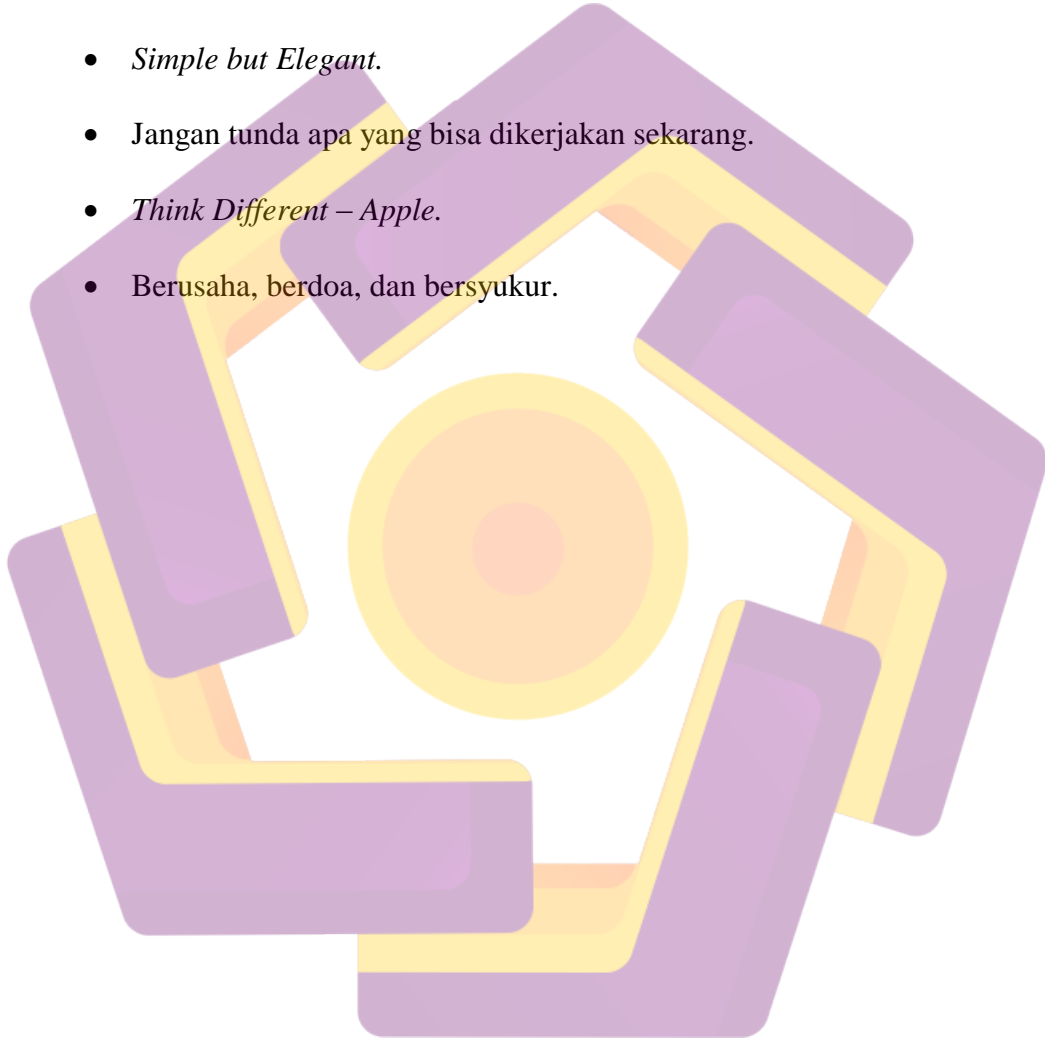 • Simple but Elegant.
• Jangan tunda apa yang bisa dikerjakan sekarang.
• Think Different – Apple.
• Berusaha, berdoa, dan bersyukur.